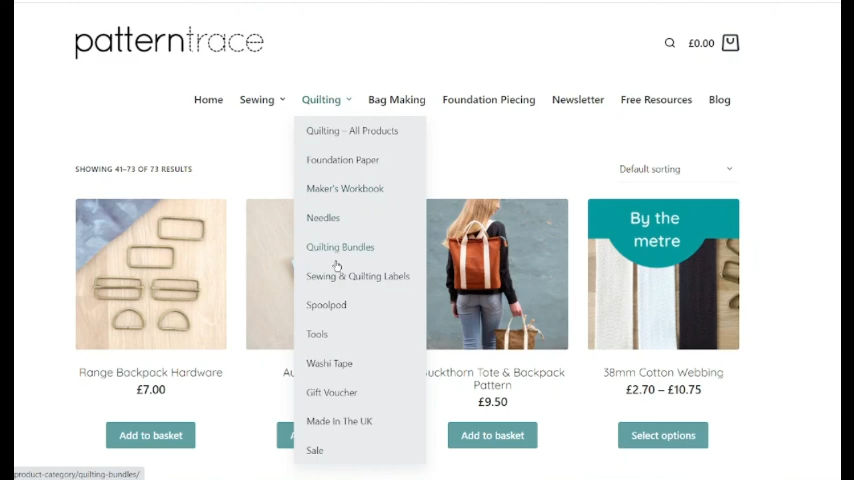 patterntrace
£0.00
Home Sewing Quilting Bag Making Foundation Piecing Newsletter Free Resources Blog
Quilting – All Products
Foundation Paper
Maker's Workbook
Needles
Quilting Bundles
Sewing & Quilting Labels
Spoolpod
Tools
Washi Tape
Gift Voucher
Made In The UK
Sale
SHOWING 41–73 OF 73 RESULTS
Default sorting
By the
metre
Range Backpack Hardware
£7.00
Add to basket
Buckthorn Tote & Backpack
Pattern
£9.50
Add to basket
38mm Cotton Webbing
£2.70 – £10.75
Select options
product-category/quilting-bundles/